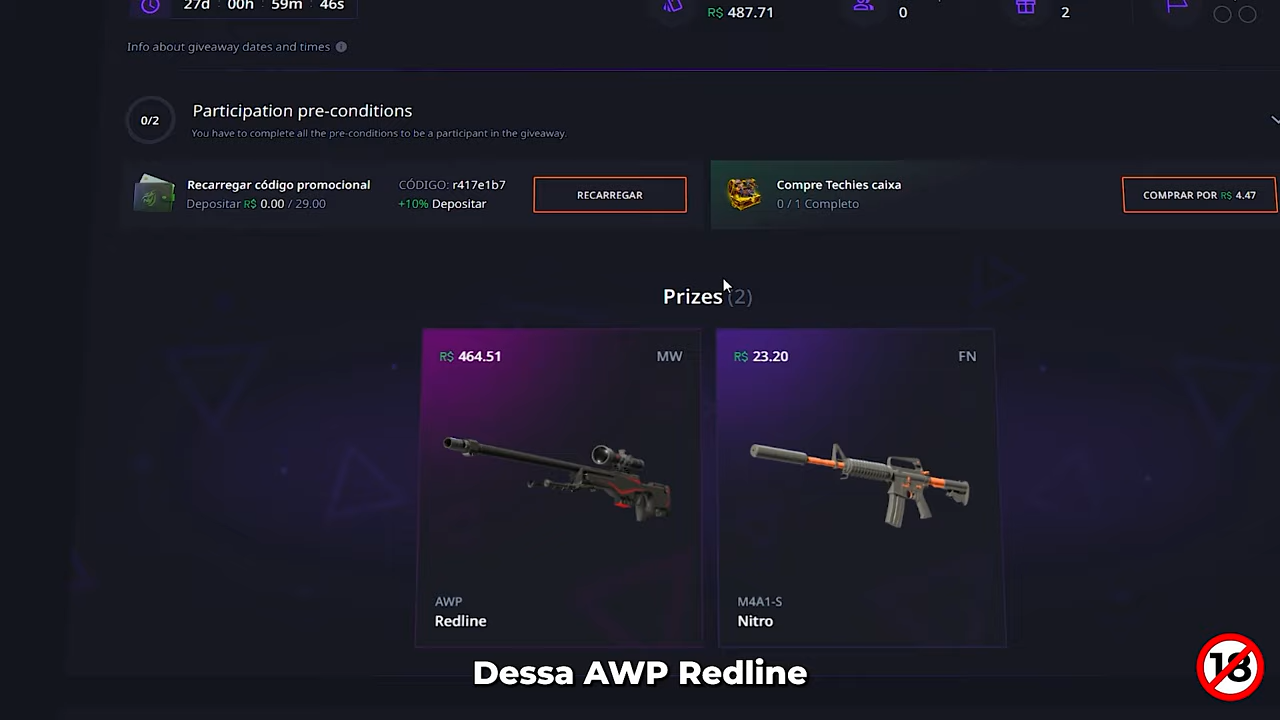 27d : 00h : 59m : 46s
R$ 487.71
0
2
Info about giveaway dates and times
0/2
Participation pre-conditions
You have to complete all the pre-conditions to be a participant in the giveaway.
Recarregar código promocional
Depositar R$ 0.00 / 29.00
CÓDIGO: r417e1b7
+10% Depositar
RECARREGAR
Compre Techies caixa
0 / 1 Completo
COMPRAR POR R$ 4.47
Prizes (2)
R$ 464.51
MW
AWP
Redline
R$ 23.20
FN
M4A1-S
Nitro
Dessa AWP Redline
18